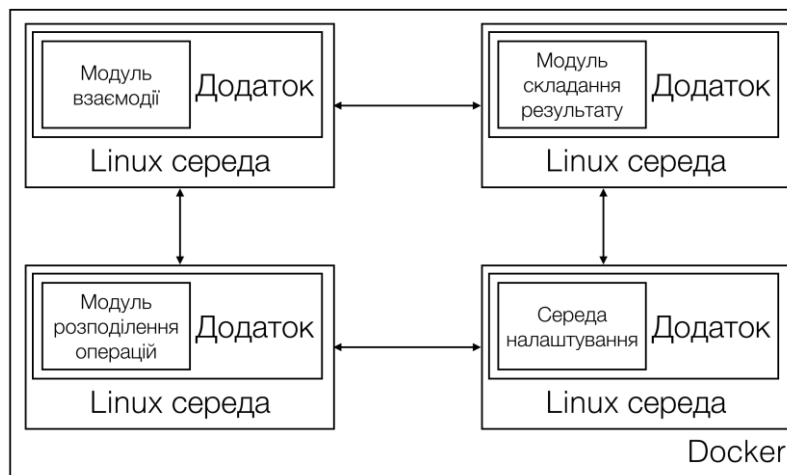 Модуль
взаємодії
Додаток
Linux середа
Модуль
складання
результату
Додаток
Linux середа
Модуль
розподілення
операцій
Додаток
Linux середа
Середа
налаштування
Додаток
Linux середа
Docker